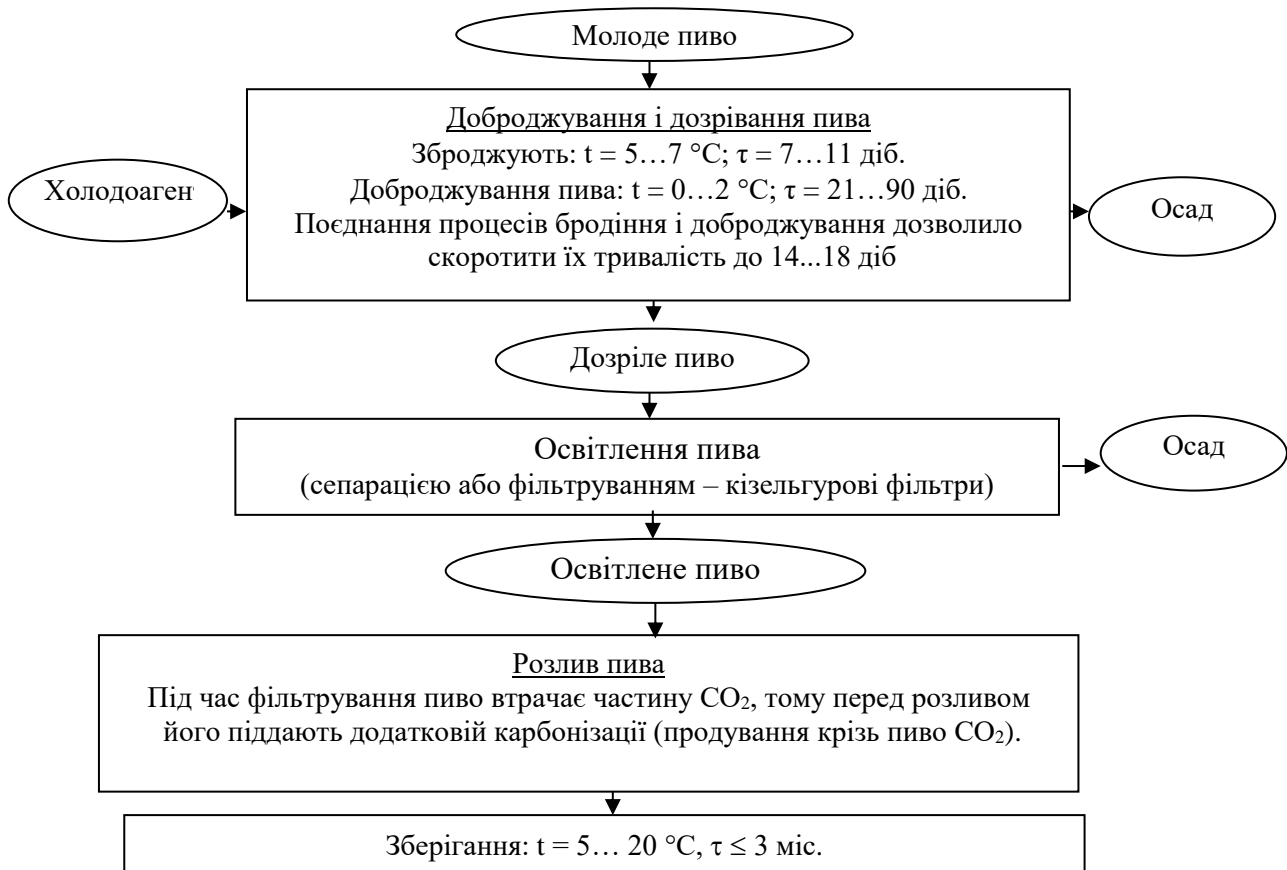 Молоде пиво
Доброджування і дозрівання пива
Зброджують: t = 5…7 °C; τ = 7…11 діб.
Холодоаген
Доброджування пива: t = 0…2 °C; τ = 21…90 діб.
Осад
Поєднання процесів бродіння і доброджування дозволило
скоротити їх тривалість до 14...18 діб
Дозріле пиво
Освітлення пива
Осад
(сепарацією або фільтруванням – кізельгурові фільтри)
Освітлене пиво
Розлив пива
Під час фільтрування пиво втрачає частину CO₂, тому перед розливом
його піддають додатковій карбонізації (продування крізь пиво CO₂).
Зберігання: t = 5… 20 °C, τ ≤ 3 міс.